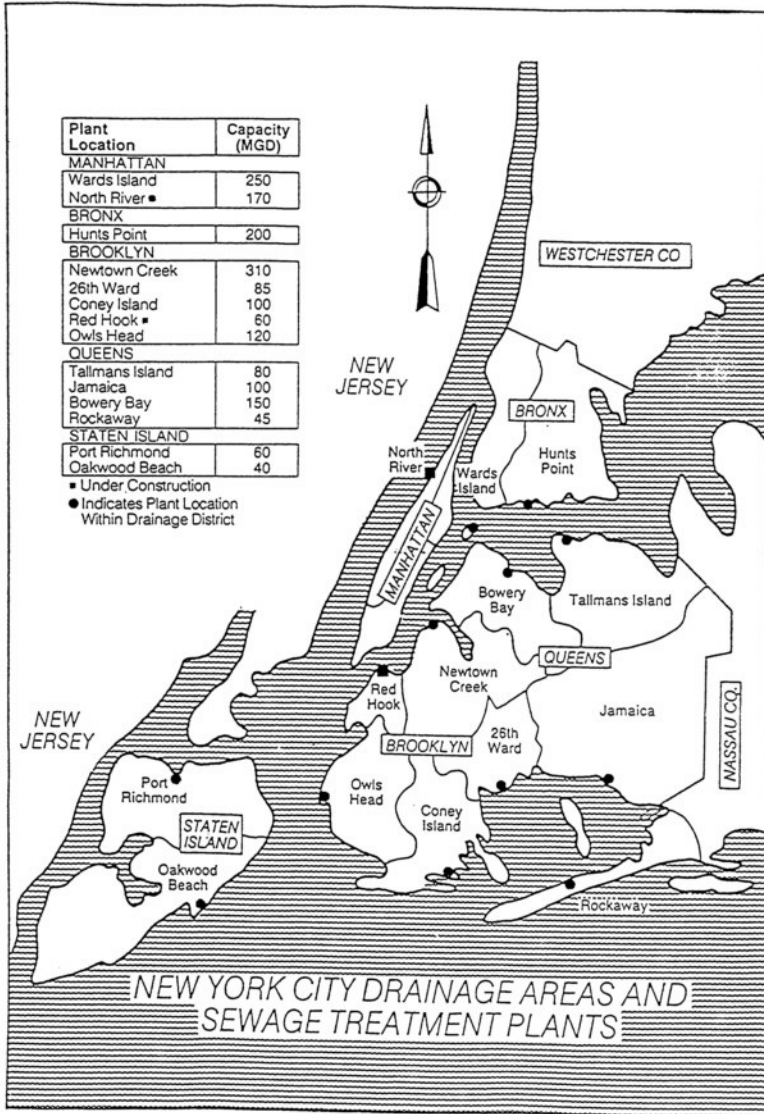 Plant Location Capacity (MGD)
MANHATTAN
Wards Island 250
North River ▪ 170
BRONX
Hunts Point 200
BROOKLYN
Newtown Creek 310
26th Ward 85
Coney Island 100
Red Hook ▪ 60
Owls Head 120
QUEENS
Tallmans Island 80
Jamaica 100
Bowery Bay 150
Rockaway 45
STATEN ISLAND
Port Richmond 60
Oakwood Beach 40
▪ Under Construction
● Indicates Plant Location
Within Drainage District
WESTCHESTER CO
NEW
JERSEY
BRONX
North
River
Wards
Island
Hunts
Point
MANHATTAN
Bowery
Bay
Tallmans Island
QUEENS
Newtown
Creek
Red
Hook
Jamaica
NASSAU CO.
NEW
JERSEY
BROOKLYN
26th
Ward
Port
Richmond
Owls
Head
Coney
Island
STATEN
ISLAND
Oakwood
Beach
Rockaway
NEW YORK CITY DRAINAGE AREAS AND
SEWAGE TREATMENT PLANTS